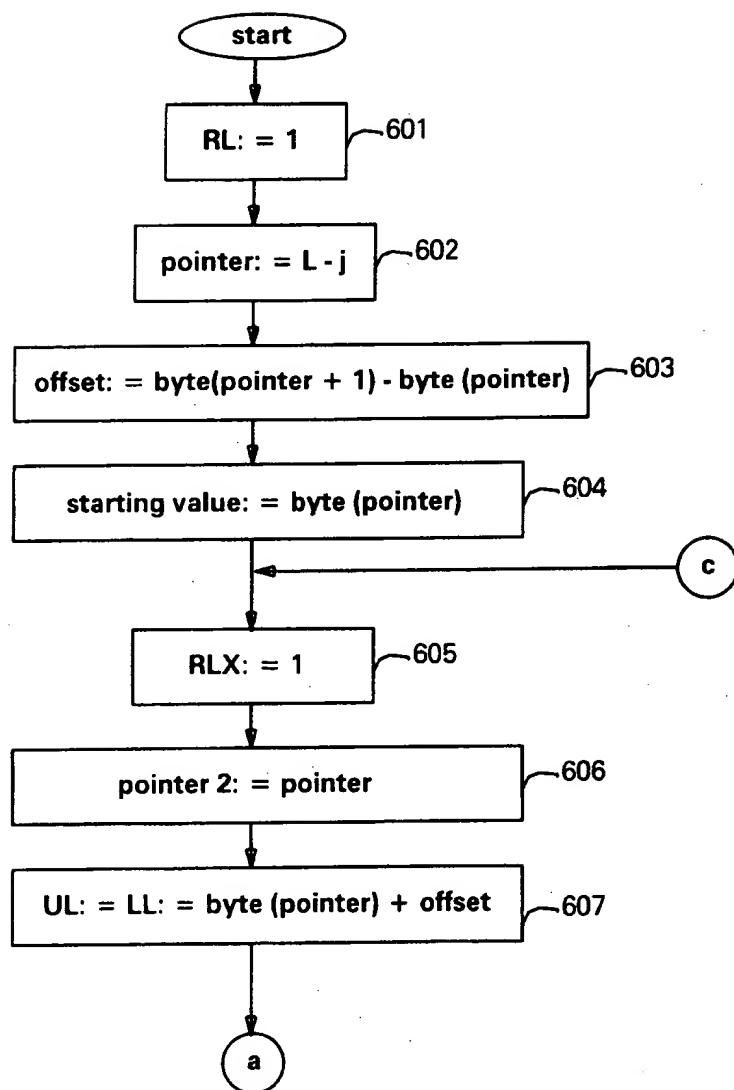 start
RL: = 1
601
pointer: = L - j
602
offset: = byte(pointer + 1) - byte (pointer)
603
starting value: = byte (pointer)
604
c
RLX: = 1
605
pointer 2: = pointer
606
UL: = LL: = byte (pointer) + offset
607
a